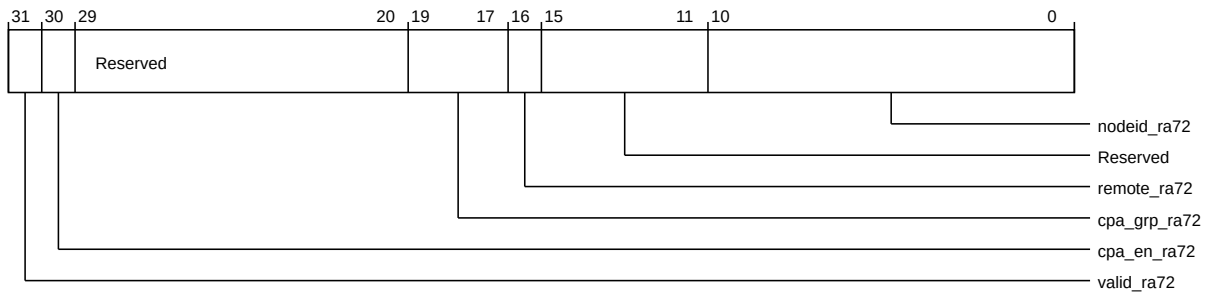 31 30 29 20 19 17 16 15 11 10 0
Reserved
nodeid_ra72
Reserved
remote_ra72
cpa_grp_ra72
cpa_en_ra72
valid_ra72